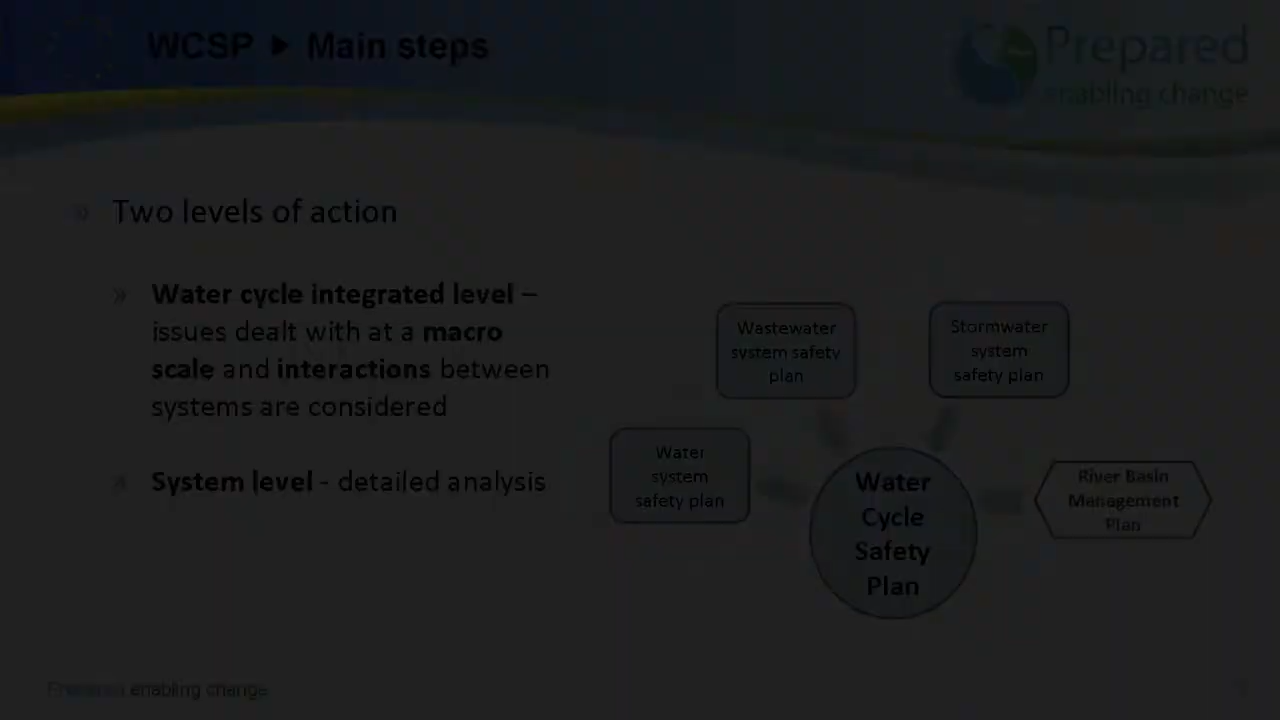 WCSP ► Main steps
Prepared
enabling change
» Two levels of action
» Water cycle integrated level –
issues dealt with at a macro
scale and interactions between
systems are considered
» System level - detailed analysis
Wastewater
system safety
plan
Stormwater
system
safety plan
Water
system
safety plan
River Basin
Management
Plan
Water
Cycle
Safety
Plan
Prepared enabling change